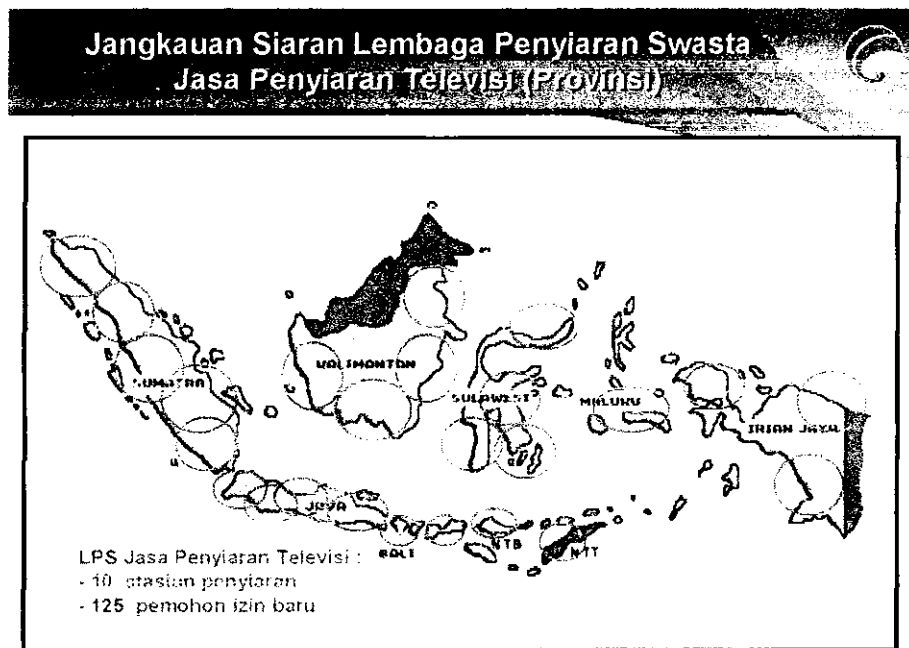 Jangkauan Siaran Lembaga Penyiaran Swasta
Jasa Penyiaran Televisi (Provinsi)
KALIMANTAN
SUMATRA
SULAWESI
MALUKU
IRIAN JAYA
JAVA
BALI
NTB
NTT
LPS Jasa Penyiaran Televisi :
- 10 stasiun penyiaran
- 125 pemohon izin baru